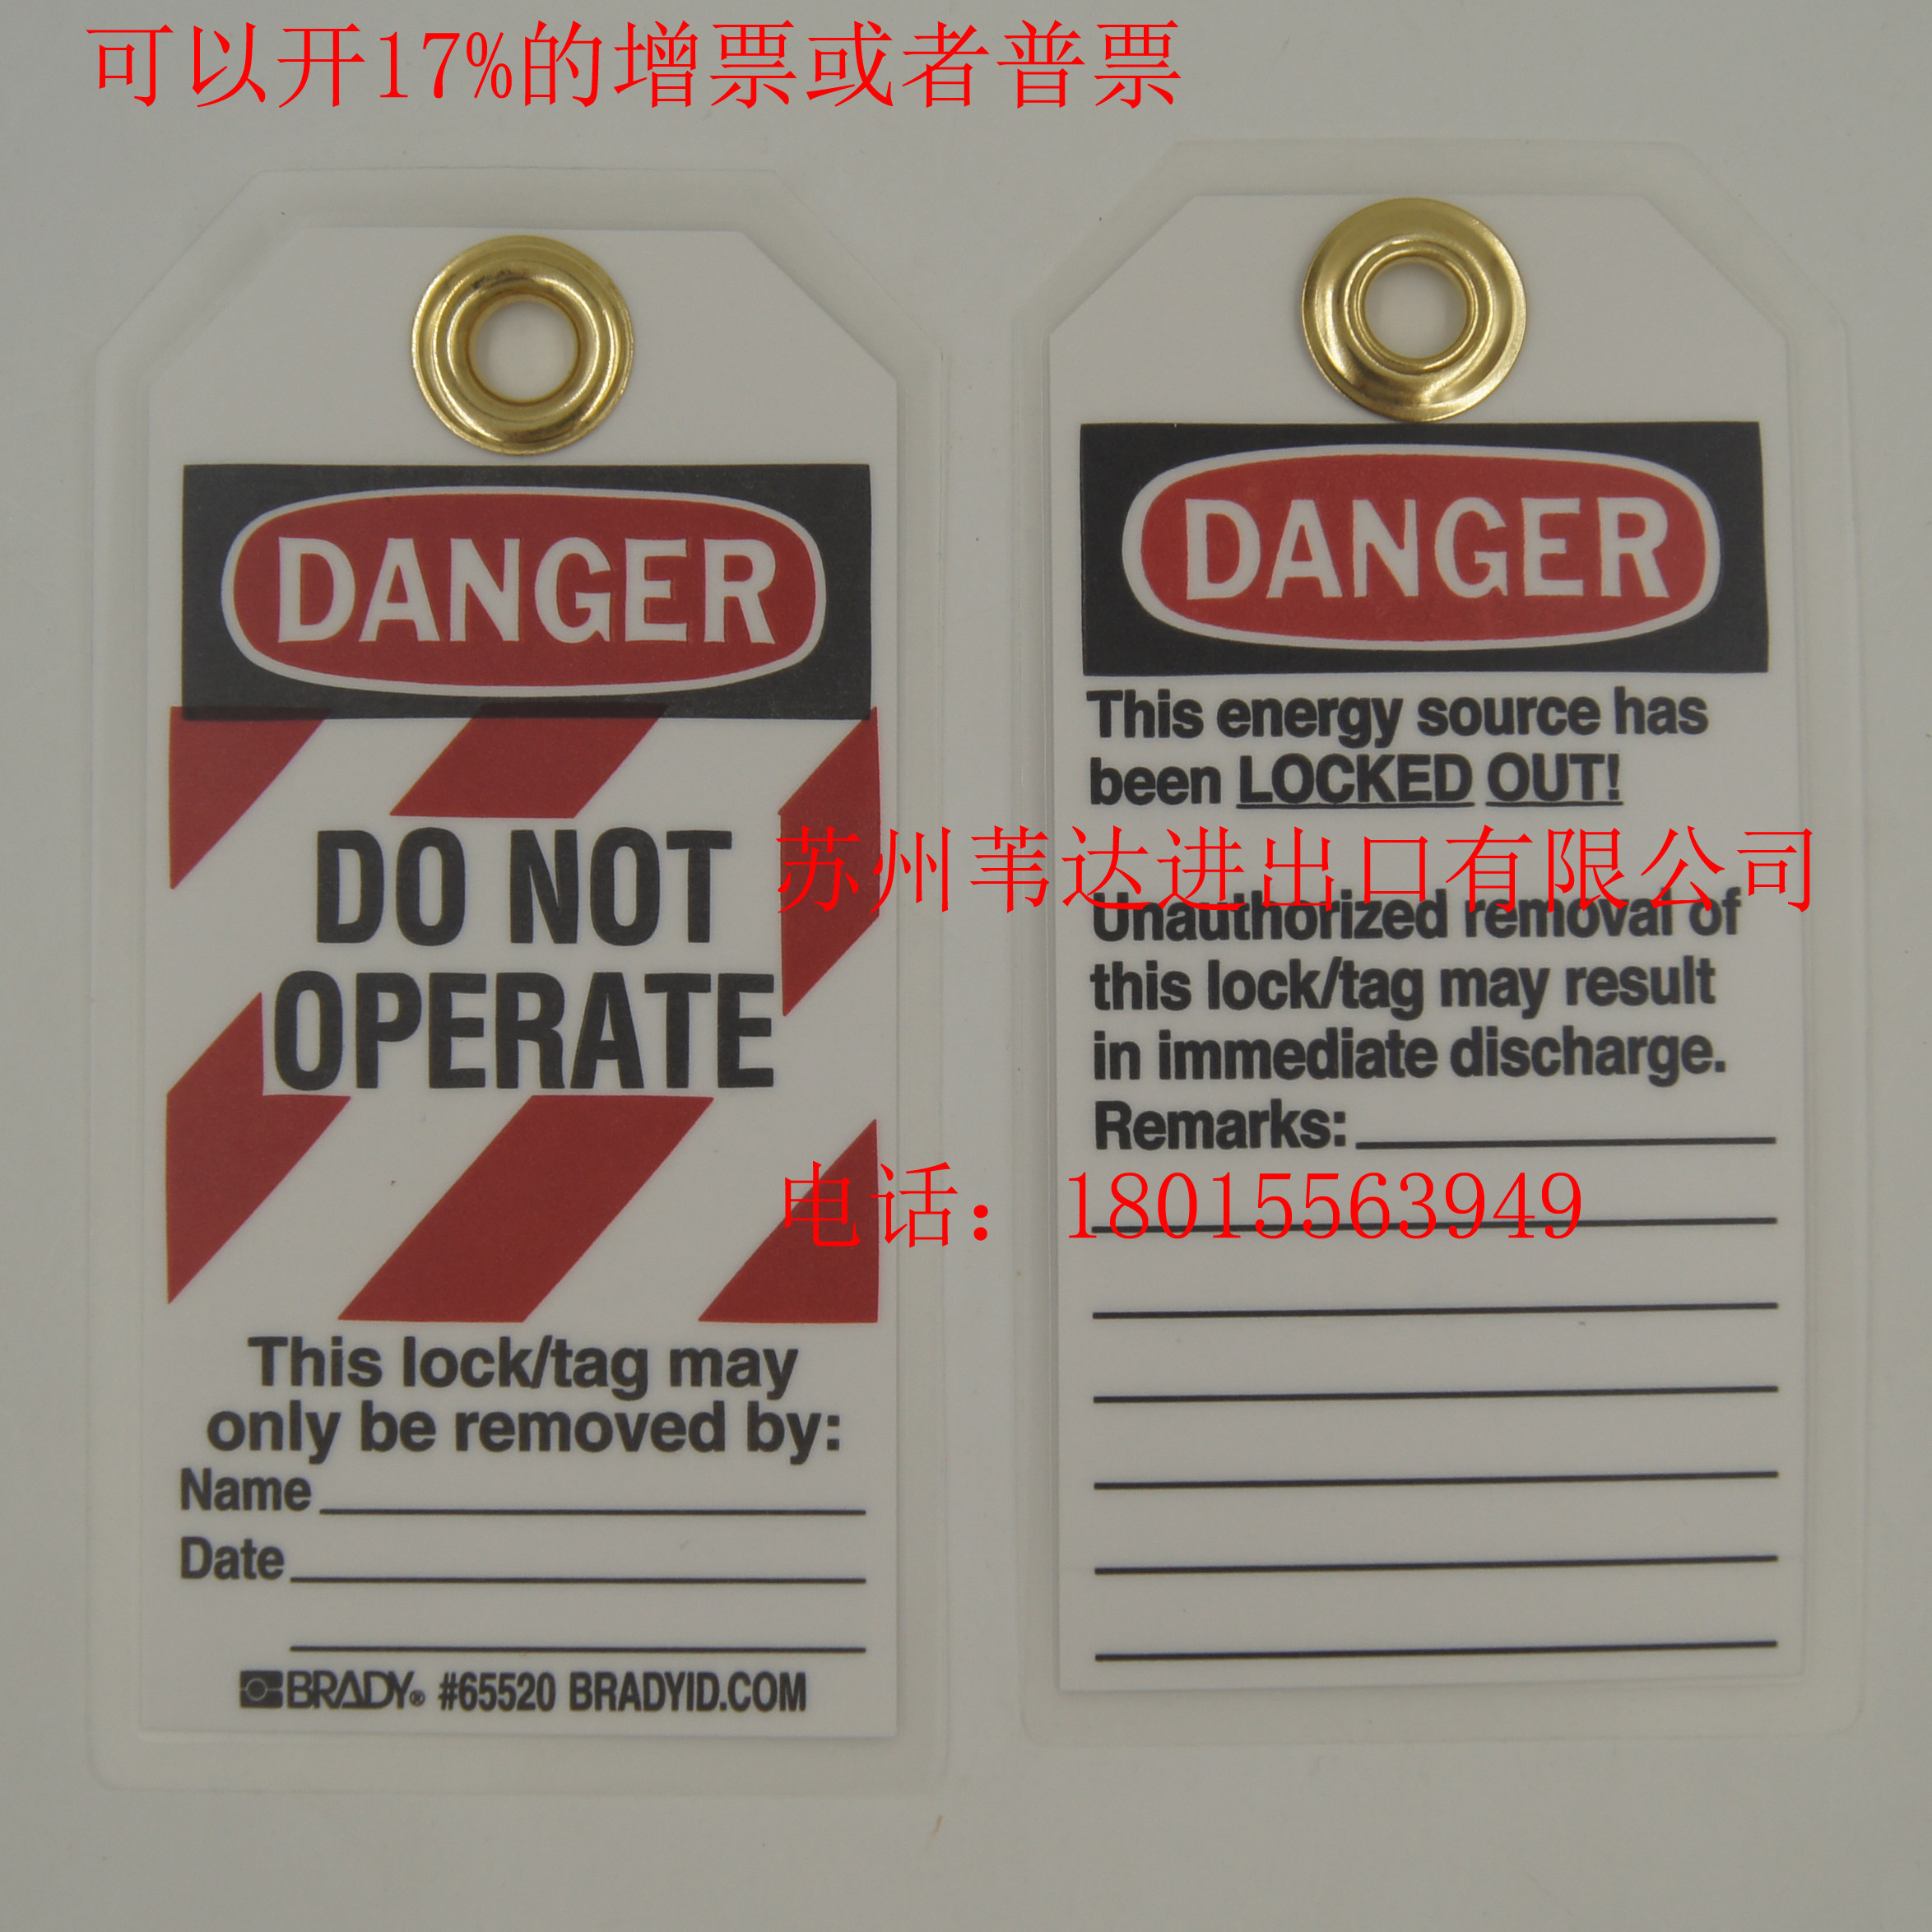 可以开17%的增票或者普票
DANGER
DO NOT
OPERATE
This lock/tag may
only be removed by:
Name
Date
BRADY® #65520 BRADYID.COM
DANGER
This energy source has
been LOCKED OUT!
苏州苇达进出口有限公司
Unauthorized removal of
this lock/tag may result
in immediate discharge.
Remarks:
电话：18015563949